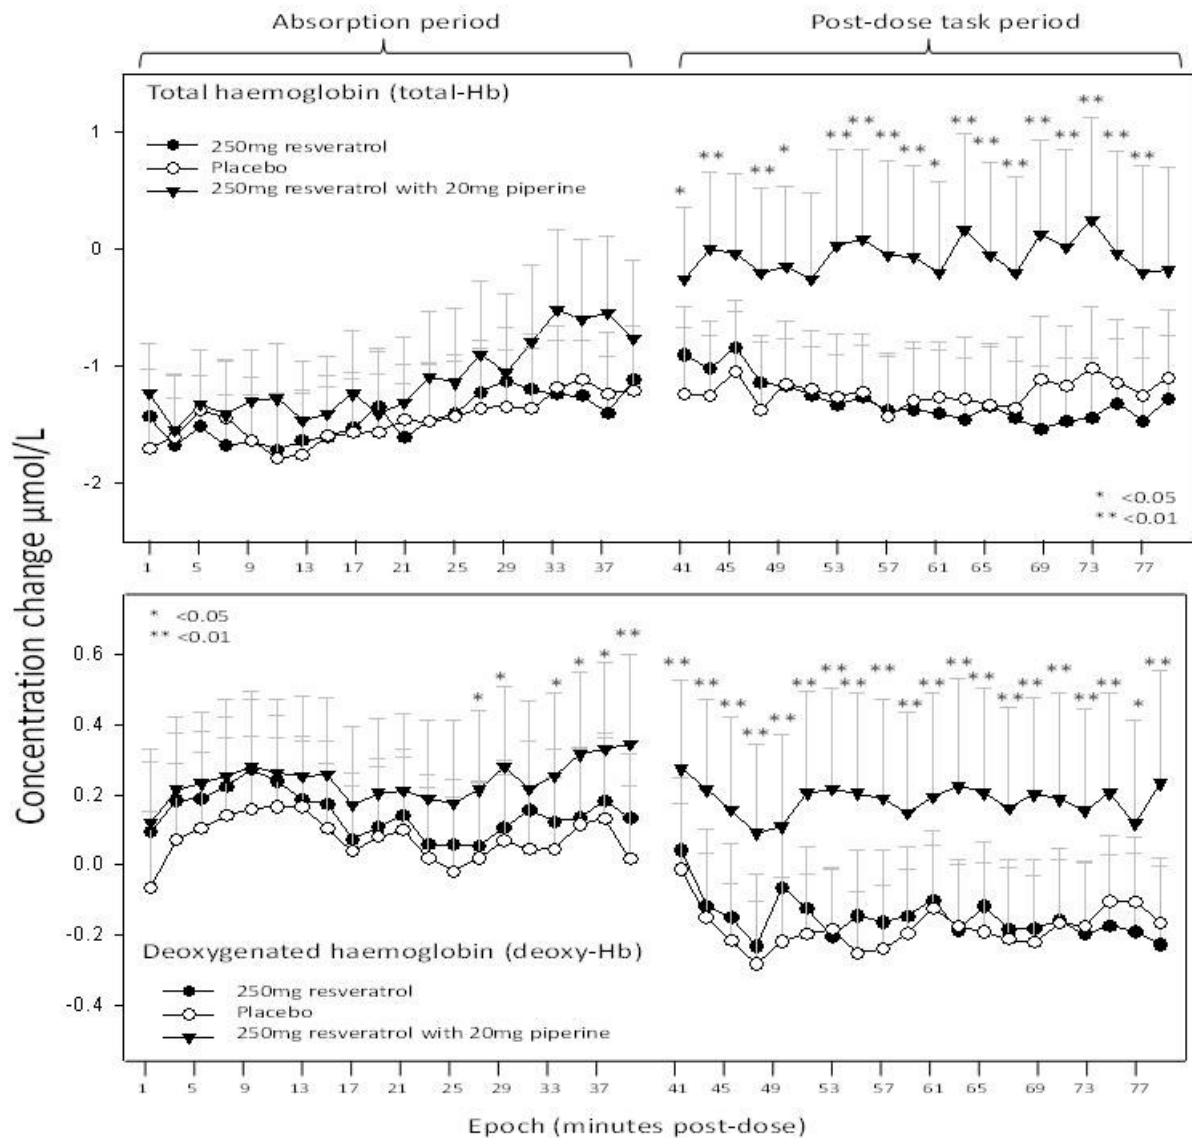 Absorption period Post-dose task period
Total haemoglobin (total-Hb)
250mg resveratrol
Placebo
250mg resveratrol with 20mg piperine
** 
** ** ** ** ** **
** * ** ** ** ** ** ** **
* ** * **
1
0
-1
-2
* <0.05
** <0.01
1 5 9 13 17 21 25 29 33 37 41 45 49 53 57 61 65 69 73 77
Concentration change μmol/L
* <0.05
** <0.01
* * * * * **
** ** ** ** ** ** ** ** ** ** ** ** ** ** ** ** ** ** * **
0.6
0.4
0.2
0.0
-0.2
-0.4
Deoxygenated haemoglobin (deoxy-Hb)
250mg resveratrol
Placebo
250mg resveratrol with 20mg piperine
1 5 9 13 17 21 25 29 33 37 41 45 49 53 57 61 65 69 73 77
Epoch (minutes post-dose)